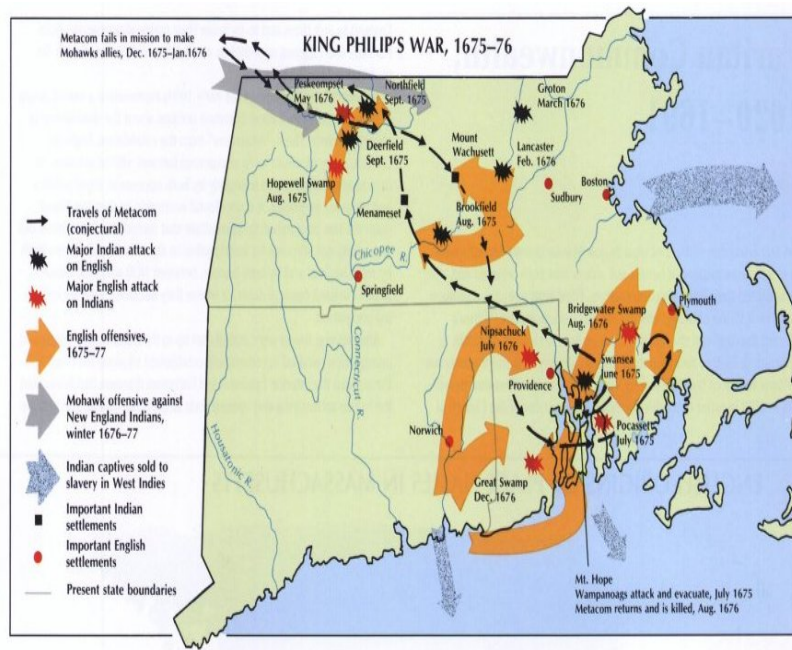 Metacom fails in mission to make
Mohawks allies, Dec. 1675-Jan.1676
KING PHILIP'S WAR, 1675–76
Peskeompset
May 1676
Northfield
Sept. 1675
Groton
March 1676
Deerfield
Sept. 1675
Mount
Wachusett
Lancaster
Feb. 1676
Hopewell Swamp
Aug. 1675
Sudbury
Boston
Menameset
Brookfield
Aug. 1675
Chicopee R.
Springfield
Plymouth
Bridgewater Swamp
Aug. 1676
Nipsachuck
July 1676
Swansea
June 1675
Providence
Connecticut R.
Pocasset
July 1675
Norwich
Housatonic R.
Great Swamp
Dec, 1676
Mt. Hope
Wampanoags attack and evacuate, July 1675
Metacom returns and is killed, Aug. 1676
Travels of Metacom
(conjectural)
Major Indian attack
on English
Major English attack
on Indians
English offensives,
1675–77
Mohawk offensive against
New England Indians,
winter 1676–77
Indian captives sold to
slavery in West Indies
Important Indian
settlements
Important English
settlements
Present state boundaries